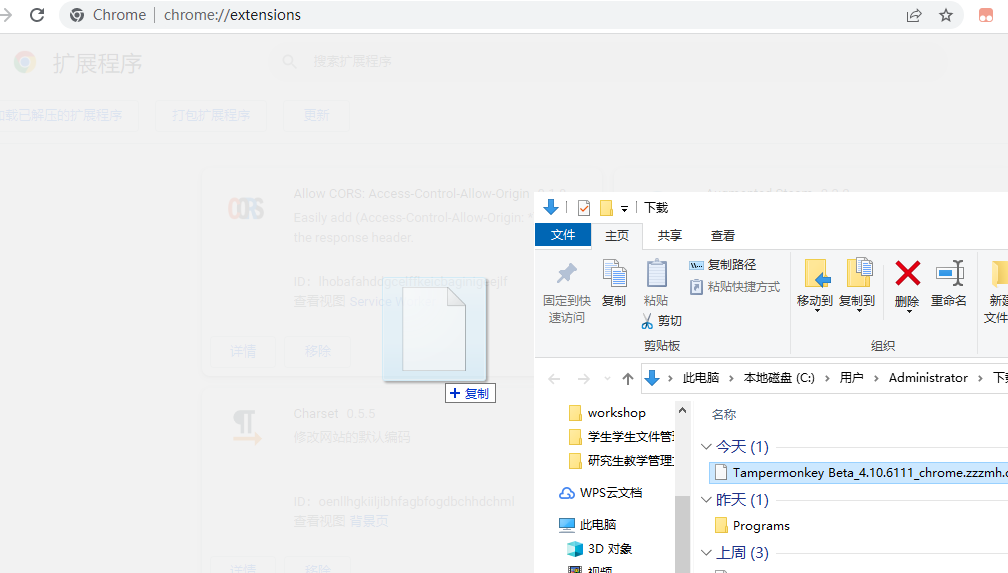 Chrome | chrome://extensions
扩展程序
搜索扩展程序
加载已解压的扩展程序 打包扩展程序 更新
Allow CORS: Access-Control-Allow-Origin
Easily add (Access-Control-Allow-Origin:
the response header.
CORS
查看视图 Service
详情 移除
复制
Charset 0.5.5
修改网站的默认编码
查看视图 背景页
详情 移除
下载
文件 主页 共享 查看
固定到快
速访问
复制
粘贴
复制路径
粘贴快捷方式
剪切
剪贴板
移动到 复制到 删除 重命名
组织
新建
文件
此电脑 本地磁盘 (C:) 用户 Administrator 下载
workshop
学生学生文件管
研究生教学管理
WPS云文档
此电脑
3D 对象
视频
名称
今天 (1)
Tampermonkey Beta_4.10.6111_chrome.zzzmh.c
昨天 (1)
Programs
上周 (3)